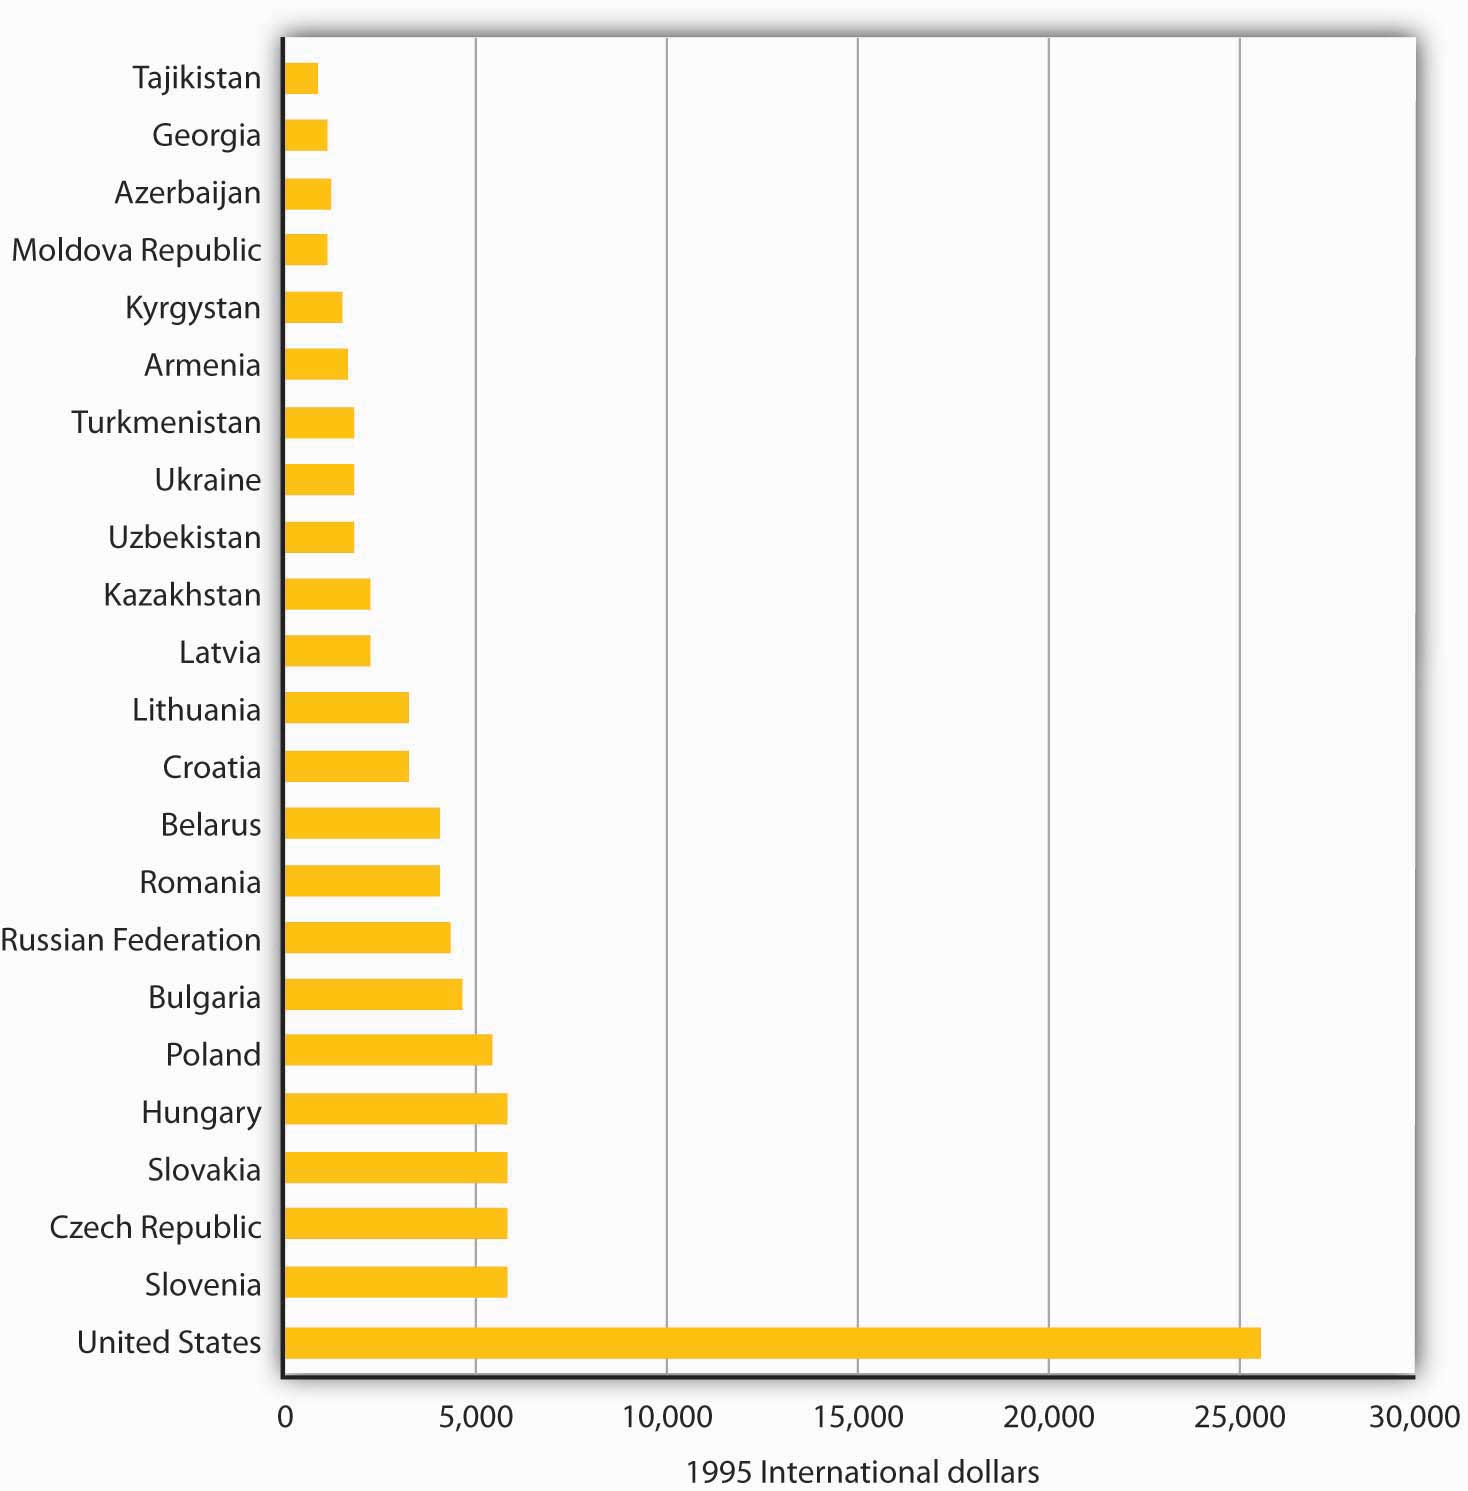 Tajikistan
Georgia
Azerbaijan
Moldova Republic
Kyrgystan
Armenia
Turkmenistan
Ukraine
Uzbekistan
Kazakhstan
Latvia
Lithuania
Croatia
Belarus
Romania
Russian Federation
Bulgaria
Poland
Hungary
Slovakia
Czech Republic
Slovenia
United States
0 5,000 10,000 15,000 20,000 25,000 30,000
1995 International dollars